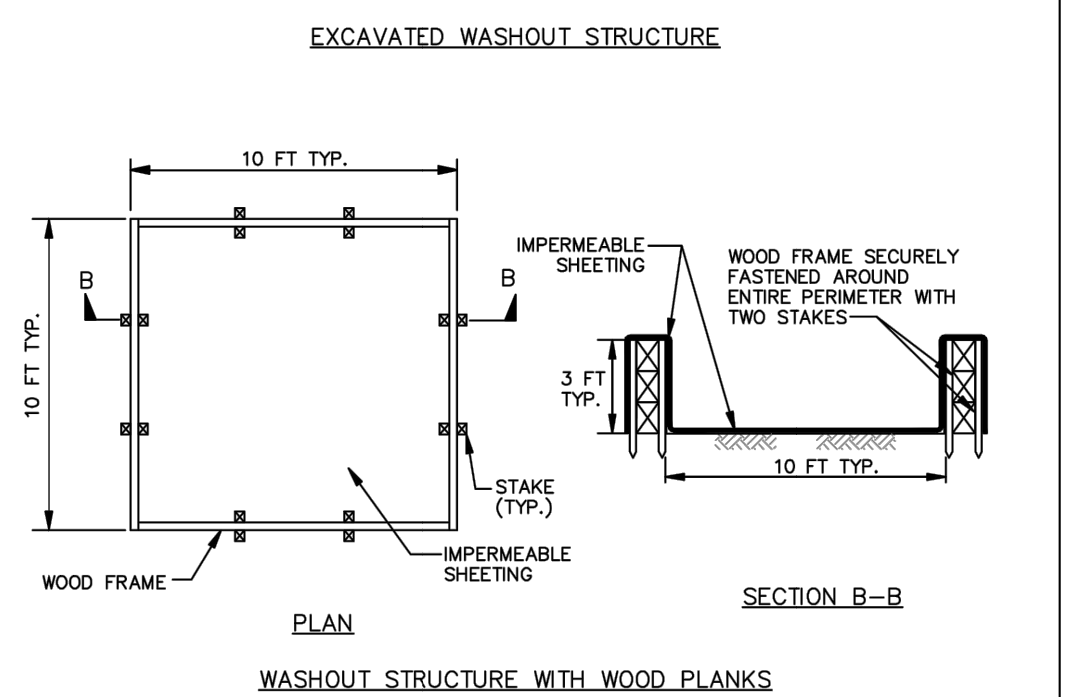 EXCAVATED WASHOUT STRUCTURE
10 FT TYP.
10 FT TYP.
B
B
STAKE
(TYP.)
IMPERMEABLE
SHEETING
WOOD FRAME
PLAN
IMPERMEABLE
SHEETING
WOOD FRAME SECURELY
FASTENED AROUND
ENTIRE PERIMETER WITH
TWO STAKES
3 FT
TYP.
10 FT TYP.
SECTION B-B
WASHOUT STRUCTURE WITH WOOD PLANKS